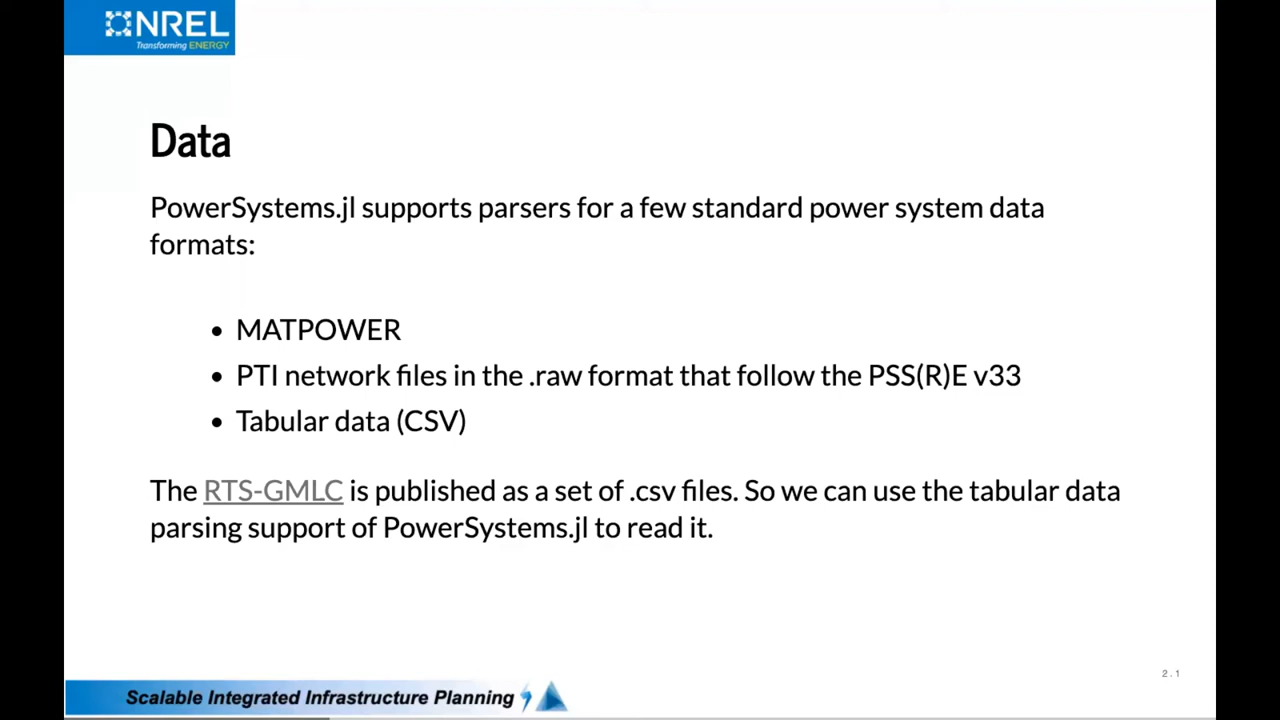 NREL
Transforming ENERGY
Data
PowerSystems.jl supports parsers for a few standard power system data
formats:
• MATPOWER
• PTI network files in the .raw format that follow the PSS(R)E v33
• Tabular data (CSV)
The RTS-GMLC is published as a set of .csv files. So we can use the tabular data
parsing support of PowerSystems.jl to read it.
2.1
Scalable Integrated Infrastructure Planning